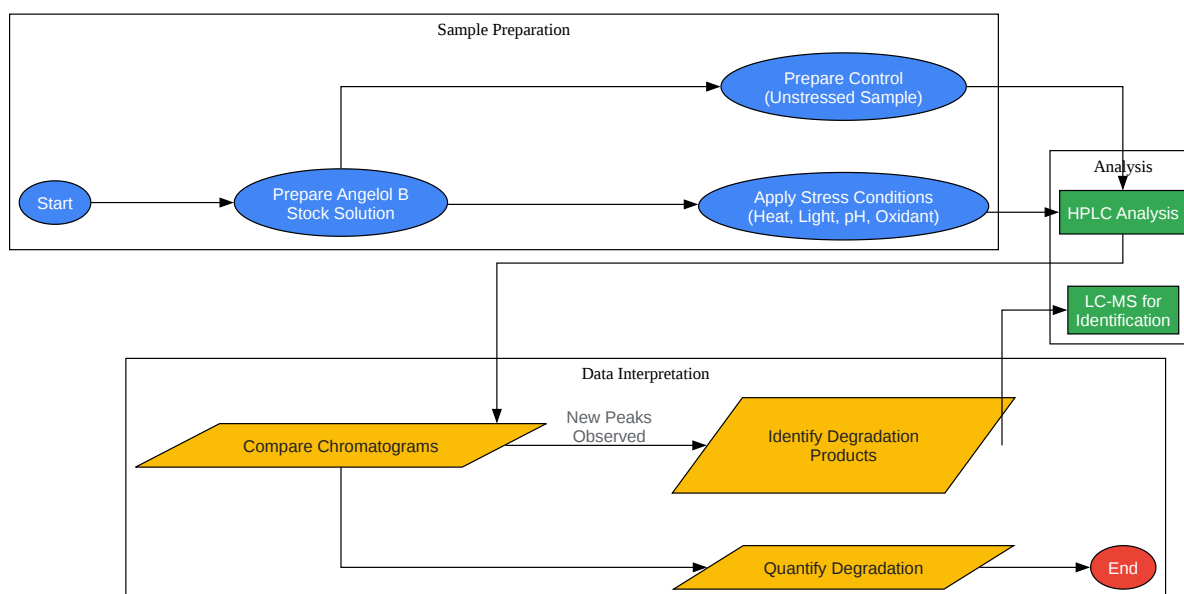 Sample Preparation
Prepare Control
(Unstressed Sample)
Start
Prepare Angelol B
Stock Solution
Apply Stress Conditions
(Heat, Light, pH, Oxidant)
Analysis
HPLC Analysis
LC-MS for
Identification
Data Interpretation
Compare Chromatograms
New Peaks
Observed
Identify Degradation
Products
Quantify Degradation
End